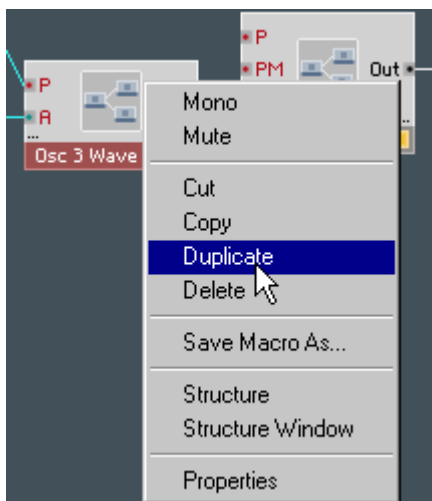 P
PM
Out
P
A
...
Osc 3 Wave
..
Mono
Mute
Cut
Copy
Duplicate
Delete
Save Macro As...
Structure
Structure Window
Properties